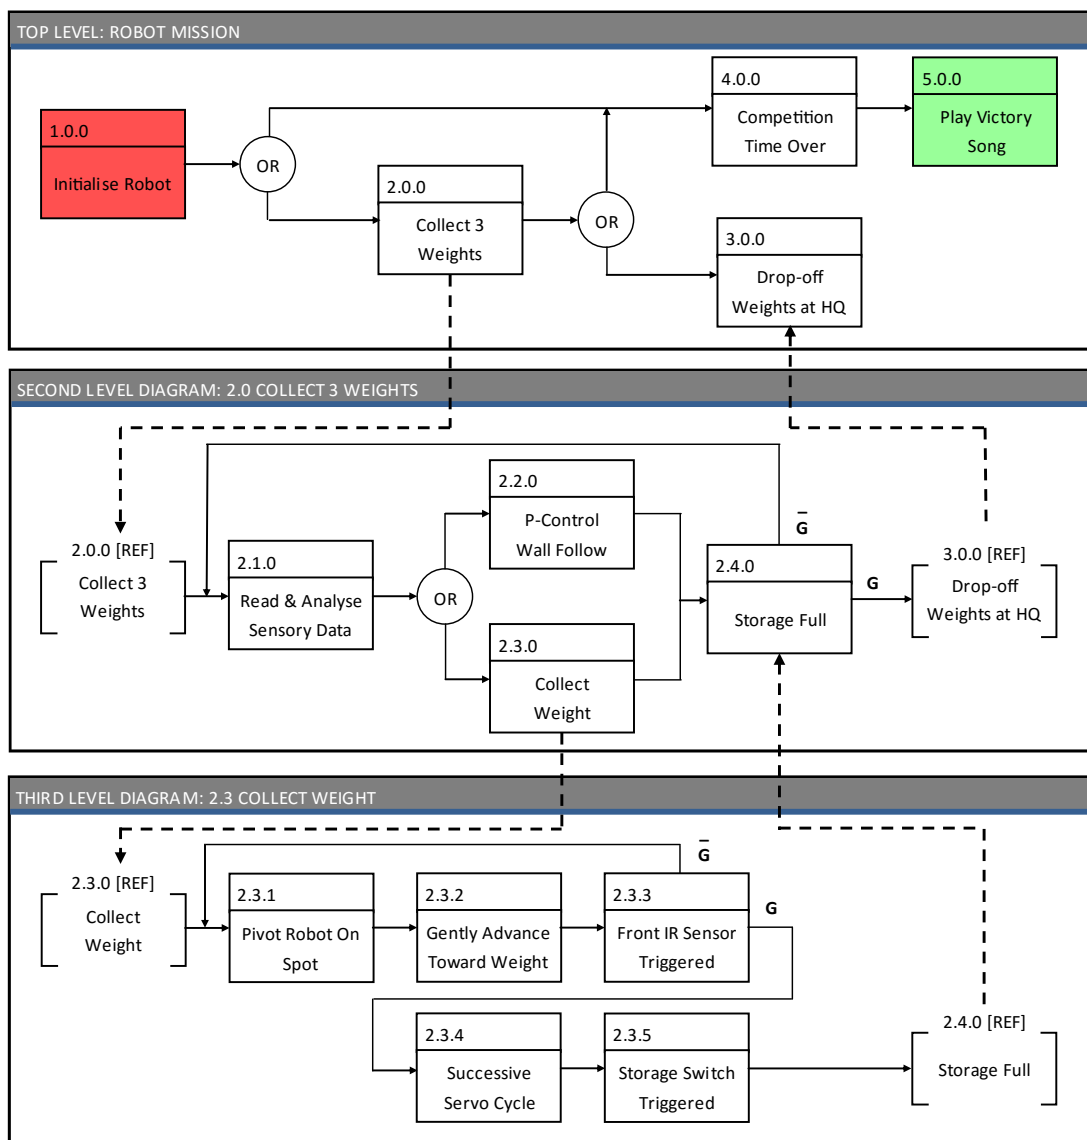 TOP LEVEL: ROBOT MISSION
1.0.0
Initialise Robot
OR
2.0.0
Collect 3
Weights
OR
4.0.0
Competition
Time Over
5.0.0
Play Victory
Song
3.0.0
Drop-off
Weights at HQ
SECOND LEVEL DIAGRAM: 2.0 COLLECT 3 WEIGHTS
2.0.0 [REF]
Collect 3
Weights
2.1.0
Read & Analyse
Sensory Data
OR
2.2.0
P-Control
Wall Follow
2.3.0
Collect
Weight
2.4.0
Storage Full
G̅
G
3.0.0 [REF]
Drop-off
Weights at HQ
THIRD LEVEL DIAGRAM: 2.3 COLLECT WEIGHT
2.3.0 [REF]
Collect
Weight
2.3.1
Pivot Robot On
Spot
2.3.2
Gently Advance
Toward Weight
2.3.3
Front IR Sensor
Triggered
G̅
G
2.3.4
Successive
Servo Cycle
2.3.5
Storage Switch
Triggered
2.4.0 [REF]
Storage Full